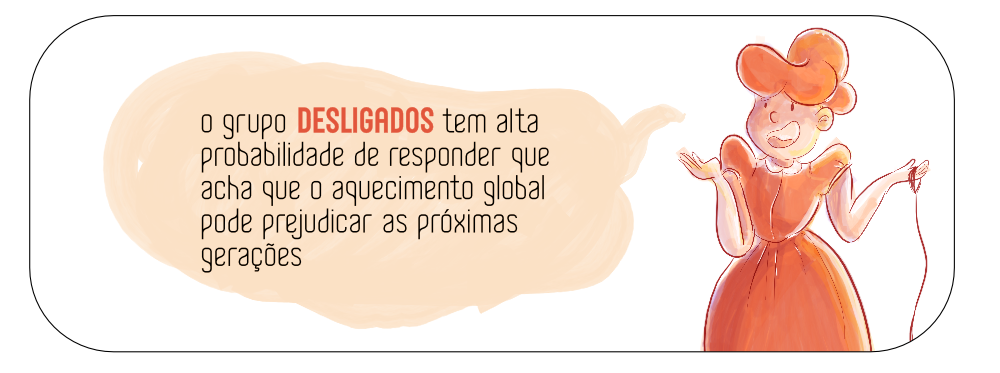 o grupo DESLIGADOS tem alta
probabilidade de responder que
acha que o aquecimento global
pode prejudicar as próximas
gerações